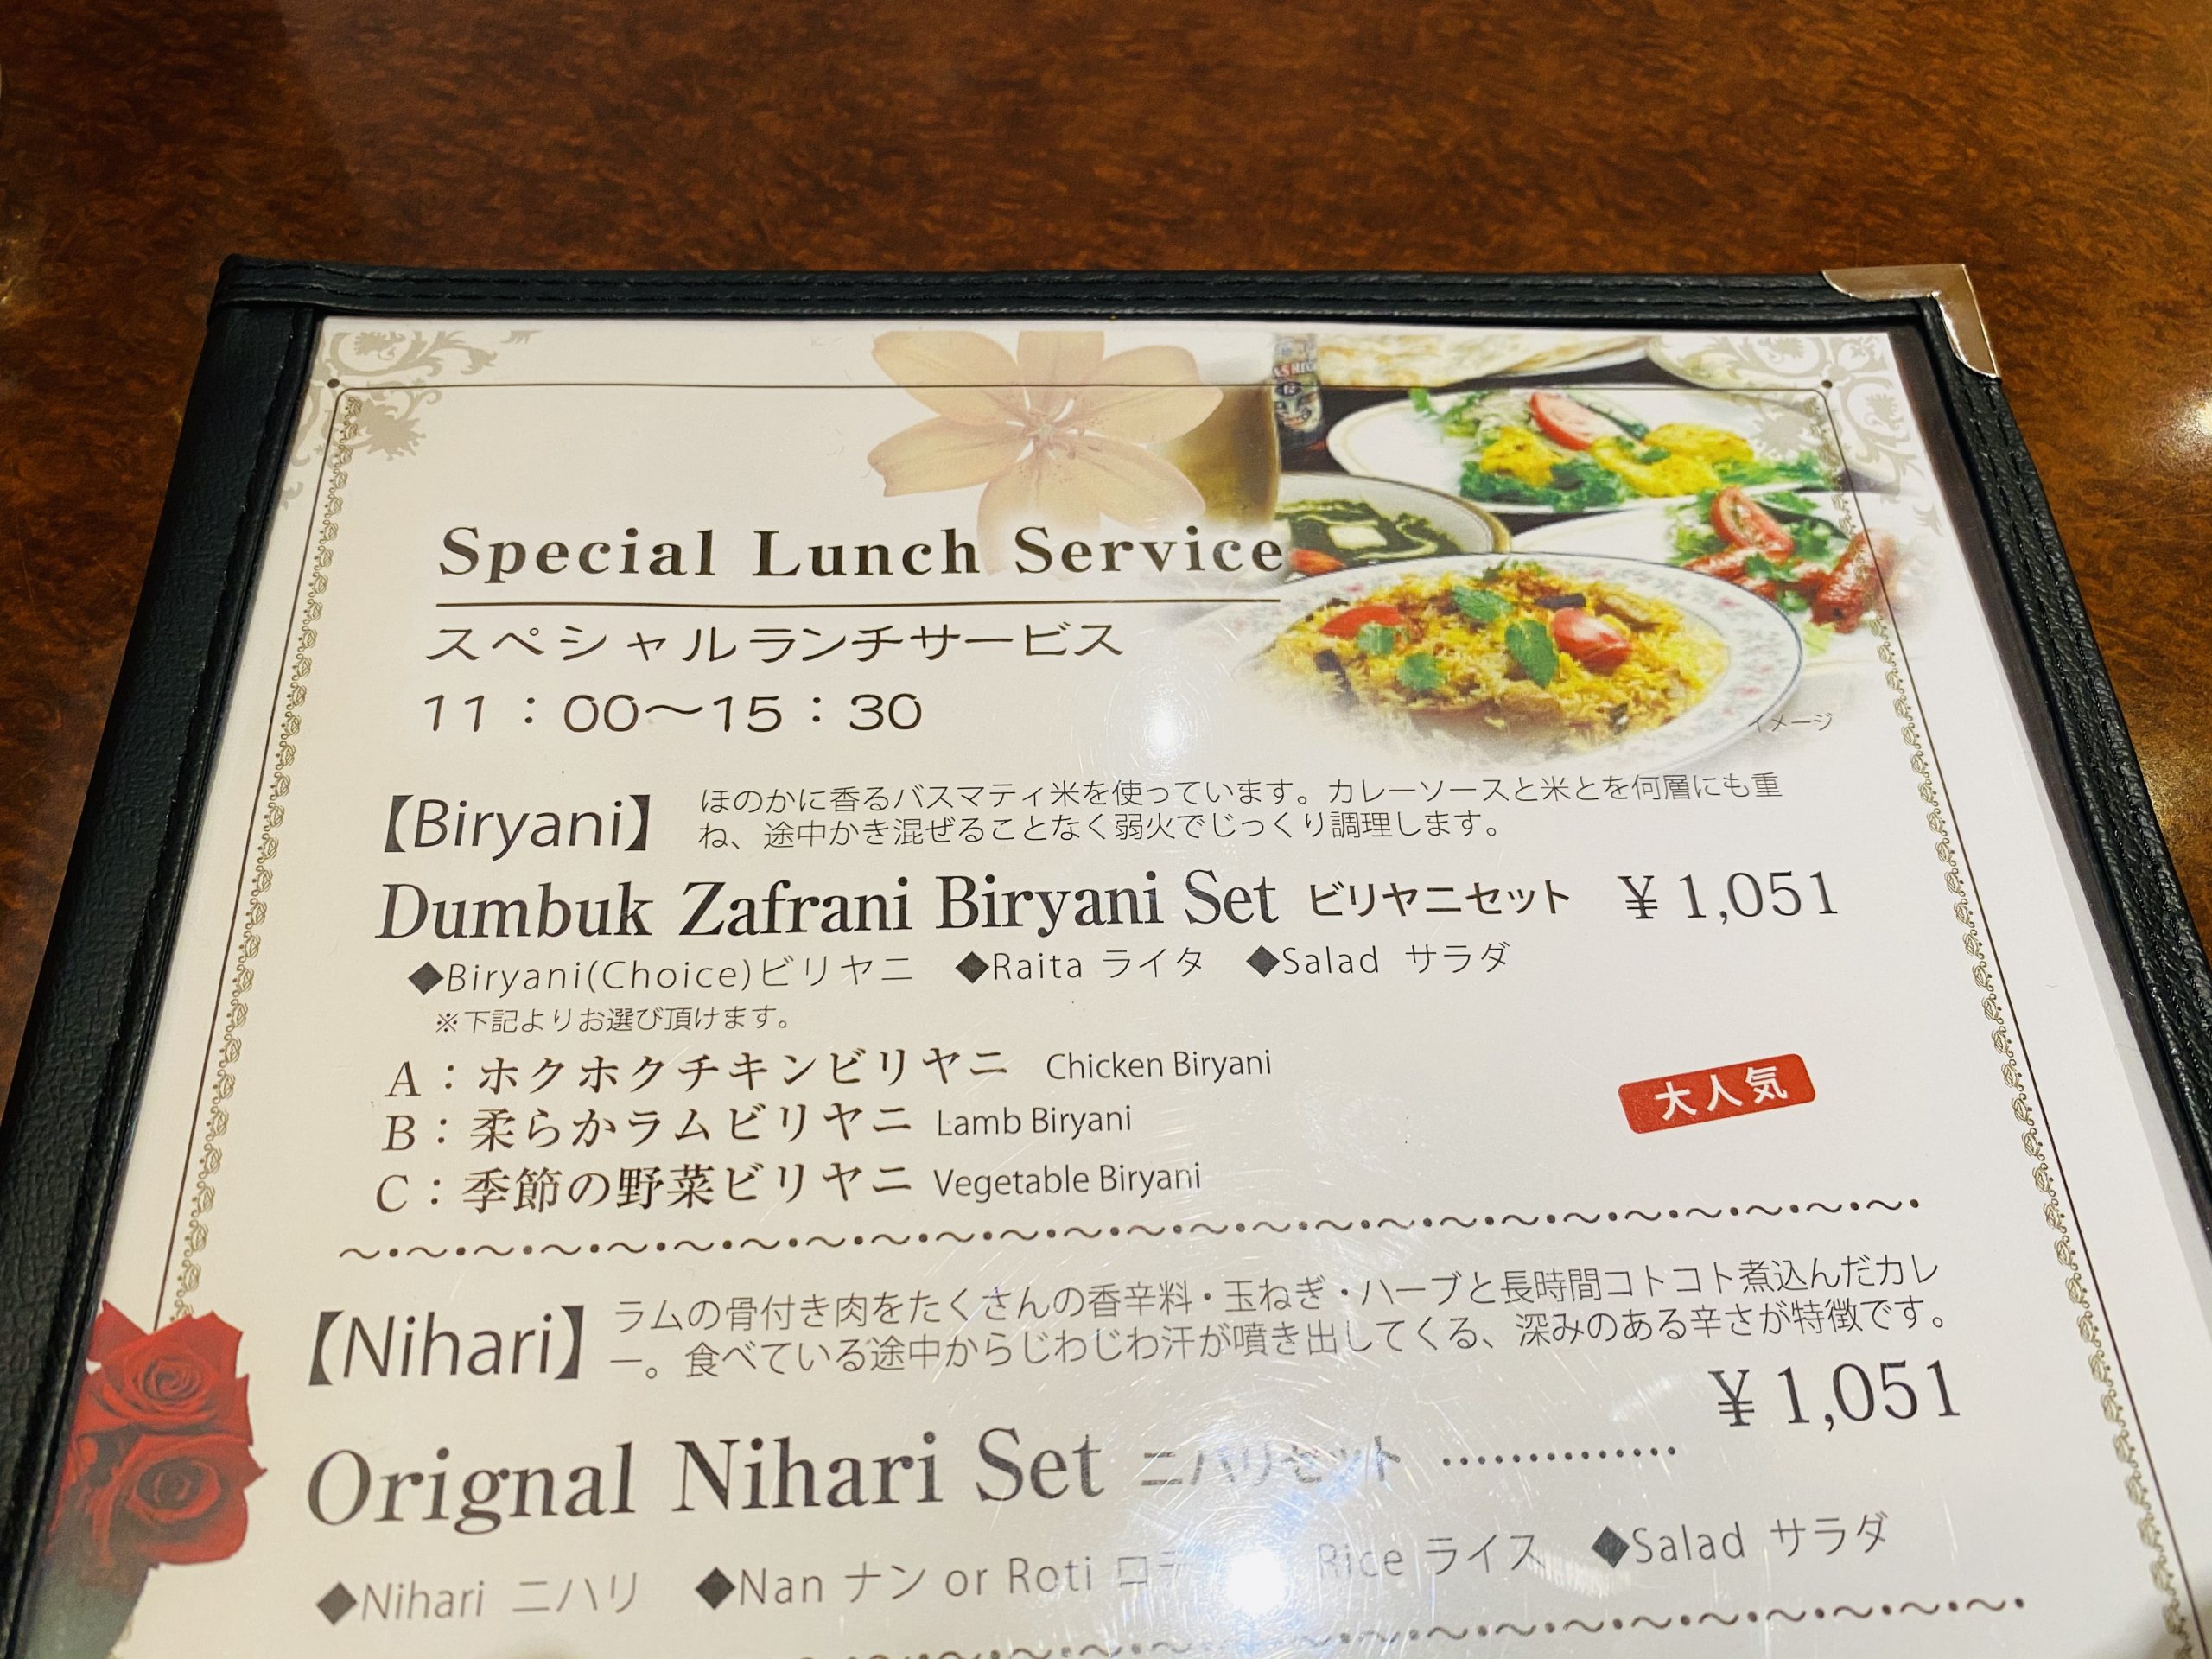 Special Lunch Service
スペシャルランチサービス
11：00～15：30
イメージ
【Biryani】
ほのかに香るバスマティ米を使っています。カレーソースと米とを何層にも重
ね、途中かき混ぜることなく弱火でじっくり調理します。
Dumbuk Zafrani Biryani Set ビリヤニセット ¥1,051
◆Biryani(Choice)ビリヤニ ◆Raita ライタ ◆Salad サラダ
※下記よりお選び頂けます。
A：ホクホクチキンビリヤニ Chicken Biryani
B：柔らかラムビリヤニ Lamb Biryani
大人気
C：季節の野菜ビリヤニ Vegetable Biryani
【Nihari】
ラムの骨付き肉をたくさんの香辛料・玉ねぎ・ハーブと長時間コトコト煮込んだカレ
ー。食べている途中からじわじわ汗が噴き出してくる、深みのある辛さが特徴です。
¥1,051
Orignal Nihari Set ニハリセット ‥‥‥‥‥‥‥
◆Nihari ニハリ ◆Nan ナン or Roti Rice ライス ◆Salad サラダ